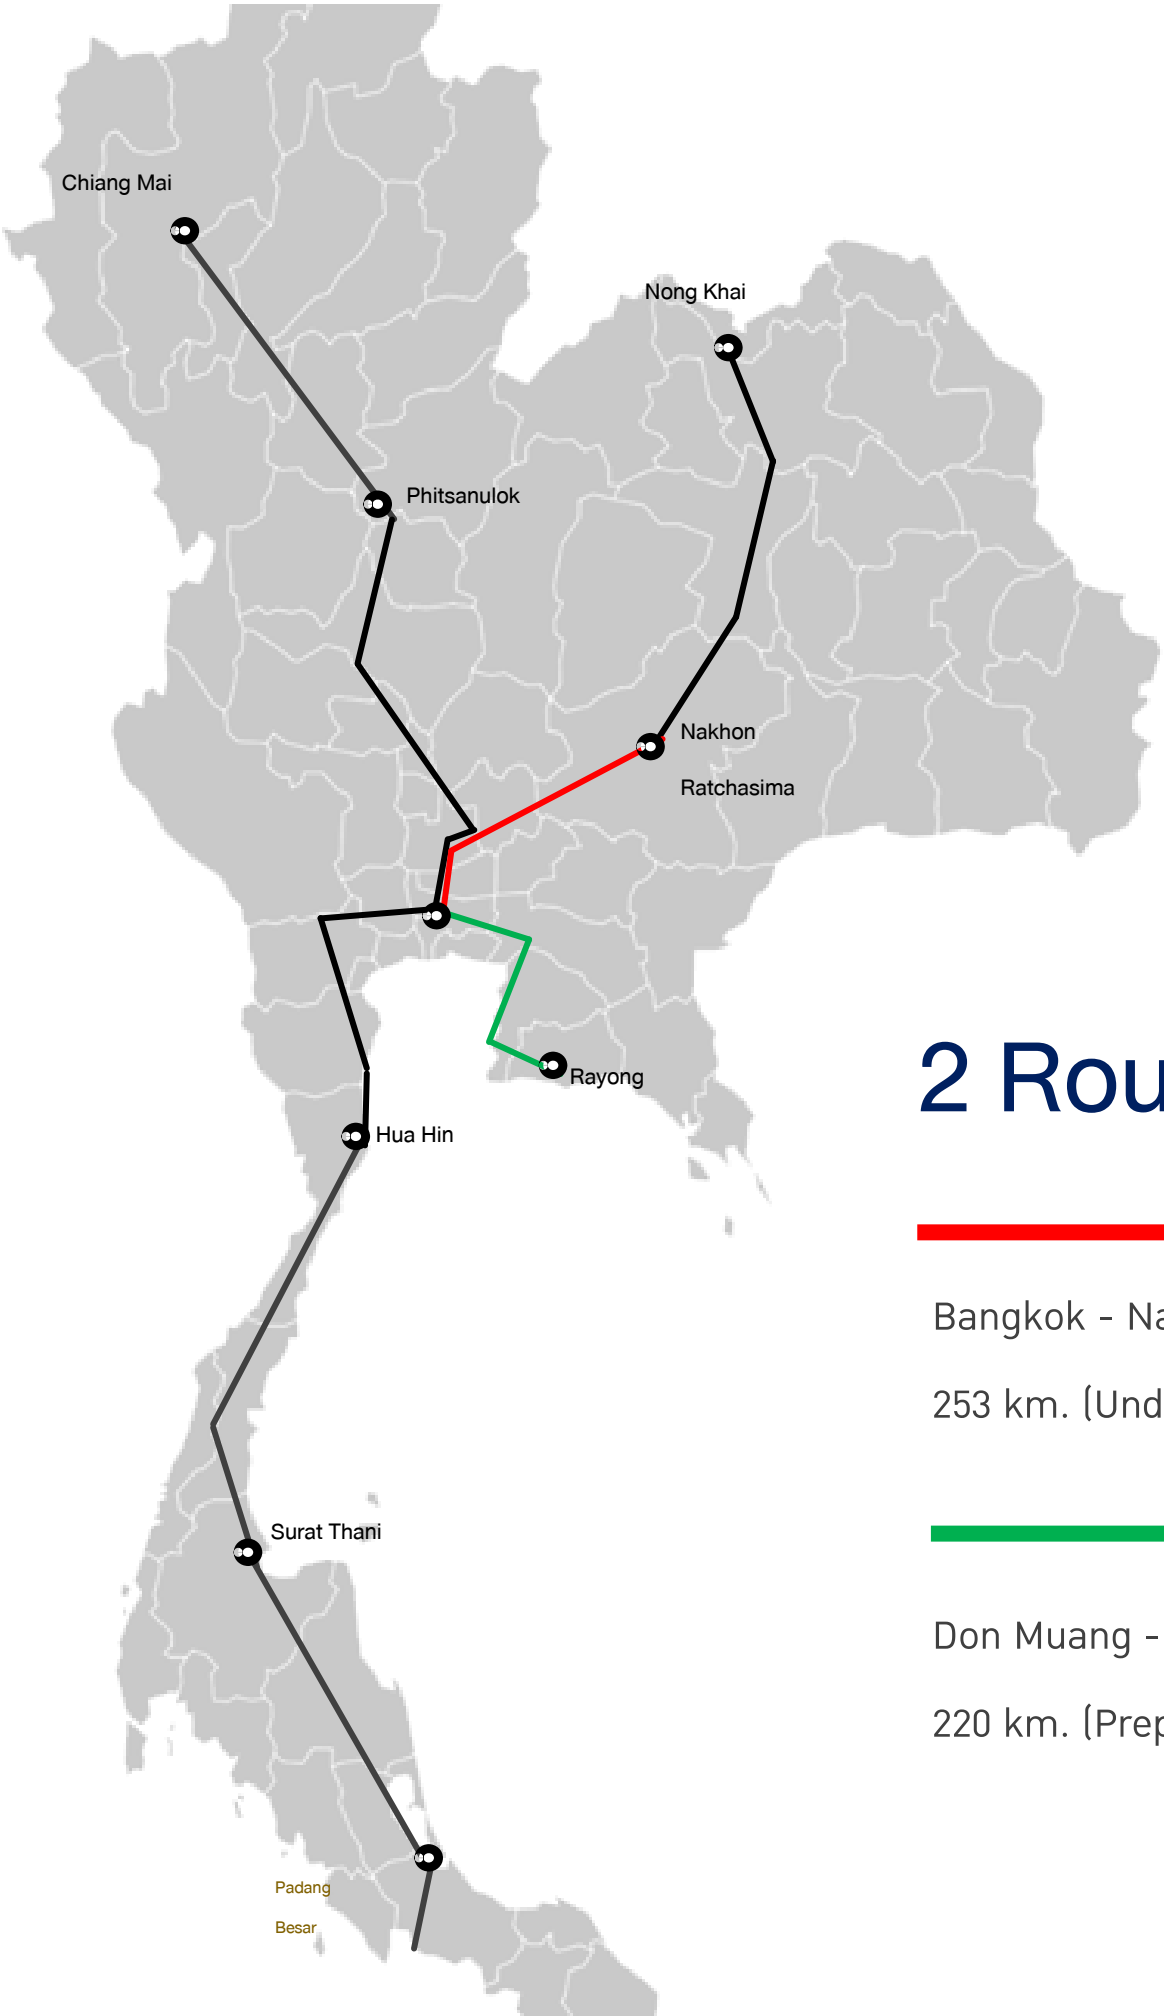 Chiang Mai
Nong Khai
Phitsanulok
Nakhon
Ratchasima
Rayong
Hua Hin
Surat Thani
Padang
Besar
2 Rou
Bangkok - Na
253 km. (Und
Don Muang -
220 km. (Prep